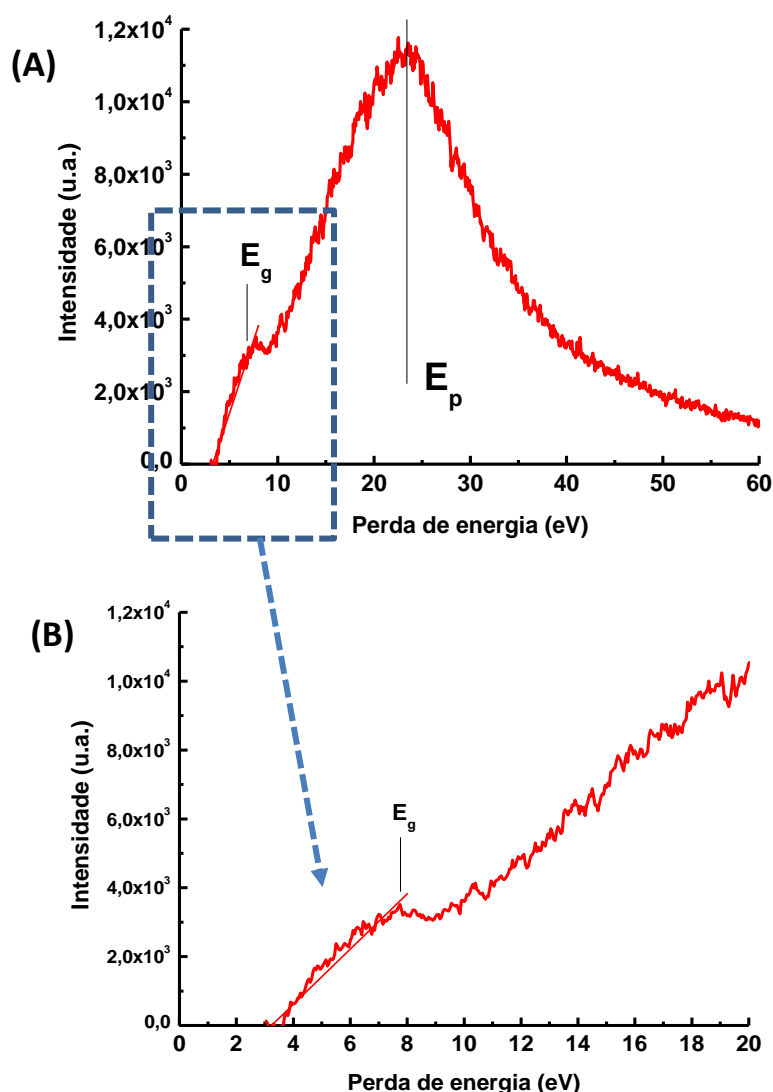 (A)
Intensidade (u.a.)
1,2x10⁴
1,0x10⁴
8,0x10³
6,0x10³
4,0x10³
2,0x10³
0,0
E_g
E_p
0 10 20 30 40 50 60
Perda de energia (eV)
(B)
Intensidade (u.a.)
1,2x10⁴
1,0x10⁴
8,0x10³
6,0x10³
4,0x10³
2,0x10³
0,0
E_g
0 2 4 6 8 10 12 14 16 18 20
Perda de energia (eV)